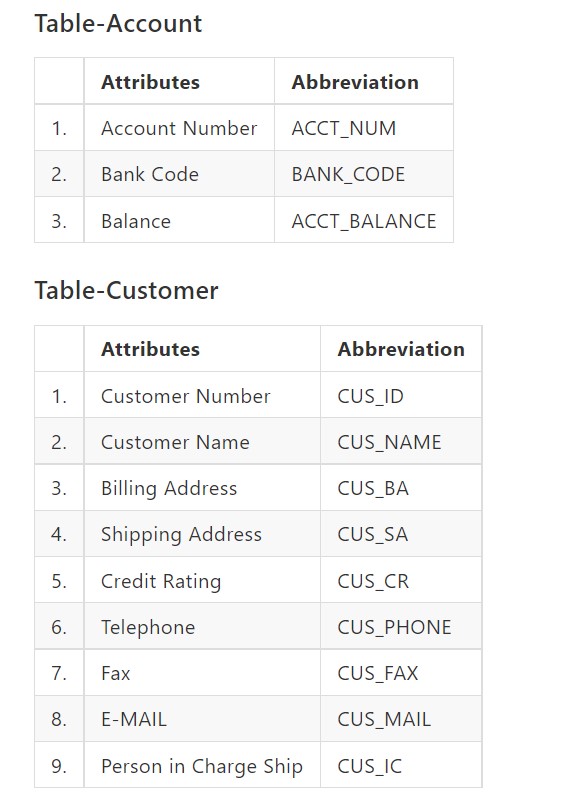 Table-Account
Attributes Abbreviation
1. Account Number ACCT_NUM
2. Bank Code BANK_CODE
3. Balance ACCT_BALANCE
Table-Customer
Attributes Abbreviation
1. Customer Number CUS_ID
2. Customer Name CUS_NAME
3. Billing Address CUS_BA
4. Shipping Address CUS_SA
5. Credit Rating CUS_CR
6. Telephone CUS_PHONE
7. Fax CUS_FAX
8. E-MAIL CUS_MAIL
9. Person in Charge Ship CUS_IC